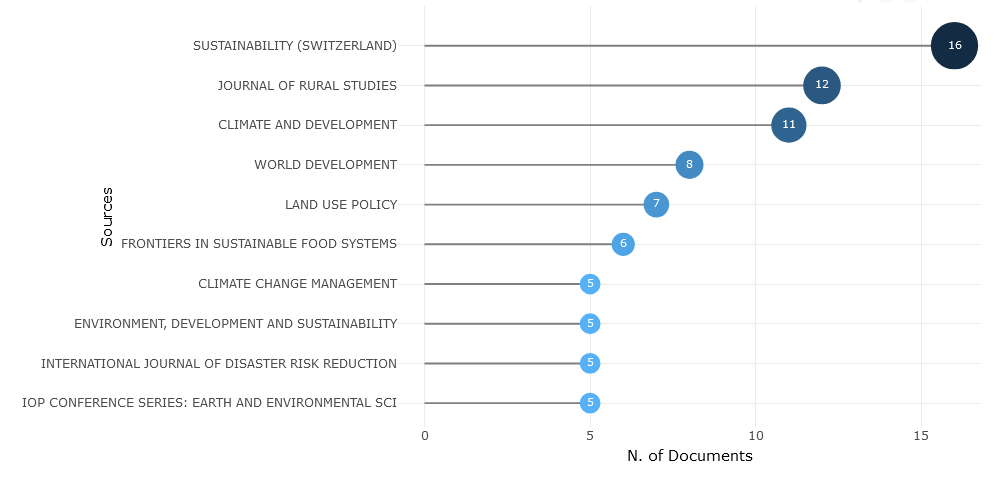 SUSTAINABILITY (SWITZERLAND)
16
JOURNAL OF RURAL STUDIES
12
CLIMATE AND DEVELOPMENT
11
WORLD DEVELOPMENT
8
LAND USE POLICY
7
Sources
FRONTIERS IN SUSTAINABLE FOOD SYSTEMS
6
CLIMATE CHANGE MANAGEMENT
5
ENVIRONMENT, DEVELOPMENT AND SUSTAINABILITY
5
INTERNATIONAL JOURNAL OF DISASTER RISK REDUCTION
5
IOP CONFERENCE SERIES: EARTH AND ENVIRONMENTAL SCI
5
0 5 10 15
N. of Documents